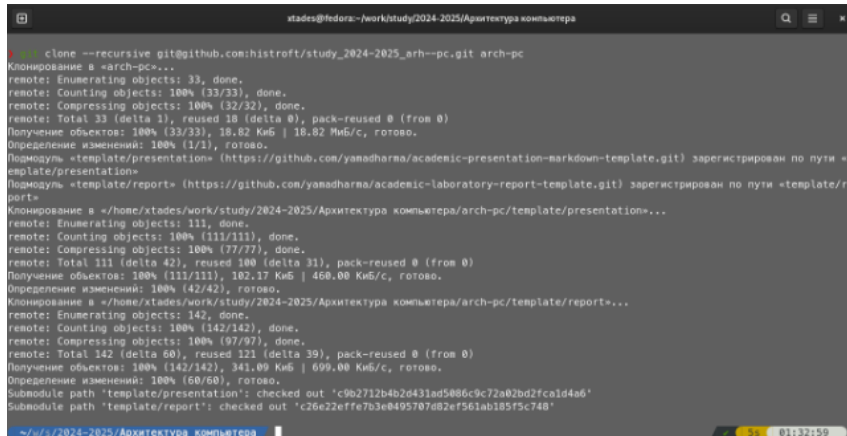 xtades@fedora:~/work/study/2024-2025/Архитектура компьютера
git clone --recursive git@github.com:histroft/study_2024-2025_arh--pc.git arch-pc
Клонирование в «arch-pc»...
remote: Enumerating objects: 33, done.
remote: Counting objects: 100% (33/33), done.
remote: Compressing objects: 100% (32/32), done.
remote: Total 33 (delta 1), reused 18 (delta 0), pack-reused 0 (from 0)
Получение объектов: 100% (33/33), 18.82 КиБ | 18.82 МиБ/с, готово.
Определение изменений: 100% (1/1), готово.
Подмодуль «template/presentation» (https://github.com/yamadharma/academic-presentation-markdown-template.git) зарегистрирован по пути «
emplate/presentation»
Подмодуль «template/report» (https://github.com/yamadharma/academic-laboratory-report-template.git) зарегистрирован по пути «template/r
port»
Клонирование в «/home/xtades/work/study/2024-2025/Архитектура компьютера/arch-pc/template/presentation»...
remote: Enumerating objects: 111, done.
remote: Counting objects: 100% (111/111), done.
remote: Compressing objects: 100% (77/77), done.
remote: Total 111 (delta 42), reused 100 (delta 31), pack-reused 0 (from 0)
Получение объектов: 100% (111/111), 102.17 КиБ | 460.00 КиБ/с, готово.
Определение изменений: 100% (42/42), готово.
Клонирование в «/home/xtades/work/study/2024-2025/Архитектура компьютера/arch-pc/template/report»...
remote: Enumerating objects: 142, done.
remote: Counting objects: 100% (142/142), done.
remote: Compressing objects: 100% (97/97), done.
remote: Total 142 (delta 60), reused 121 (delta 39), pack-reused 0 (from 0)
Получение объектов: 100% (142/142), 341.09 КиБ | 699.00 КиБ/с, готово.
Определение изменений: 100% (60/60), готово.
Submodule path 'template/presentation': checked out 'c9b2712b4b2d431ad5086c9c72a02bd2fca1d4a6'
Submodule path 'template/report': checked out 'c26e22effe7b3e0495707d82ef561ab185f5c748'
~/w/s/2024-2025/Архитектура компьютера 5s 01:32:59